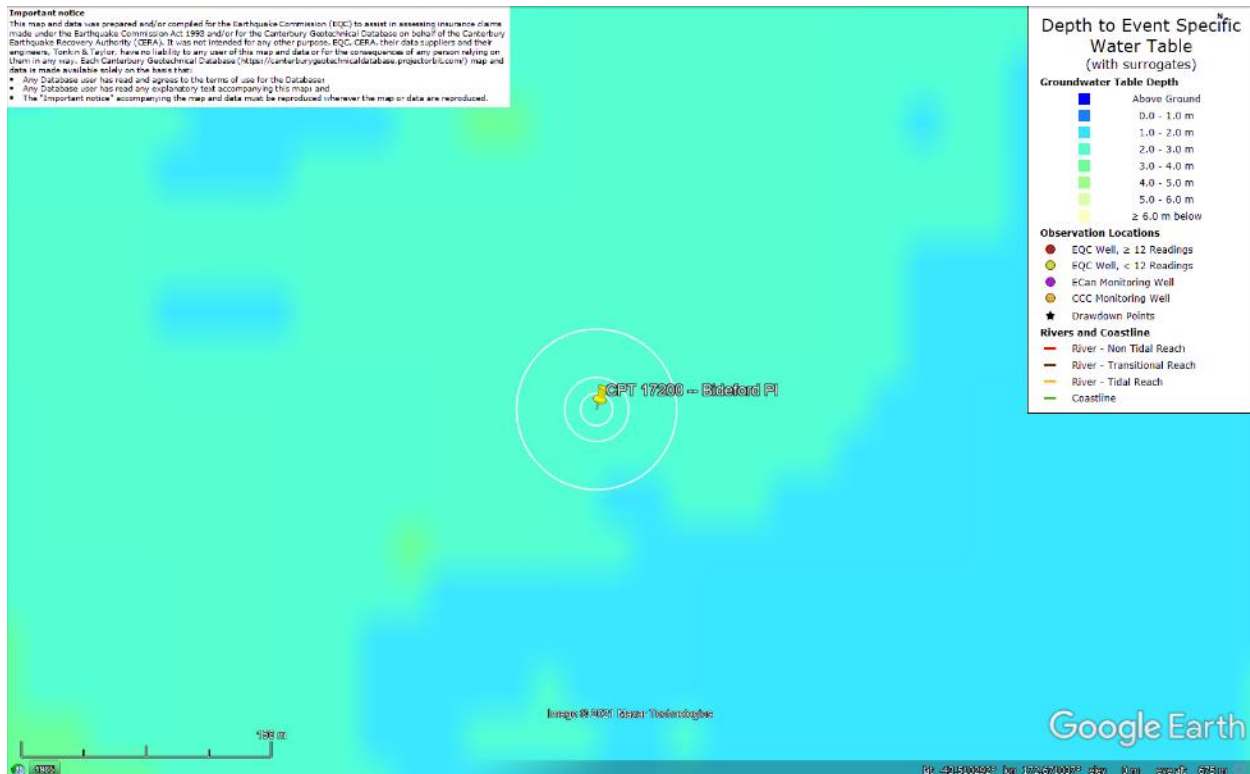 Important notice
This map and data was prepared and/or compiled for the Earthquake Commission (EQC) to assist in assessing insurance claims
made under the Earthquake Commission Act 1993 and/or for the Canterbury Geotechnical Database on behalf of the Canterbury
Earthquake Recovery Authority (CERA). It was not intended for any other purpose. EQC, CERA, their data suppliers and their
engineers, Tonkin & Taylor, have no liability to any user of this map and data or for the consequences of any person relying on
them in any way. Each Canterbury Geotechnical Database (https://canterburygeotechnicaldatabase.projectorbit.com/) map and
data is made available solely on the basis that:
• Any Database user has read and agrees to the terms of use for the Database;
• Any Database user has read any explanatory text accompanying this map; and
• The "Important notice" accompanying the map and data must be reproduced wherever the map or data are reproduced.
N
Depth to Event Specific
Water Table
(with surrogates)
Groundwater Table Depth
Above Ground
0.0 - 1.0 m
1.0 - 2.0 m
2.0 - 3.0 m
3.0 - 4.0 m
4.0 - 5.0 m
5.0 - 6.0 m
≥ 6.0 m below
Observation Locations
EQC Well, ≥ 12 Readings
EQC Well, < 12 Readings
ECan Monitoring Well
CCC Monitoring Well
Drawdown Points
Rivers and Coastline
River - Non Tidal Reach
River - Transitional Reach
River - Tidal Reach
Coastline
CPT 17200 -- Bideford Pl
Image © 2021 Maxar Technologies
Google Earth
1985
lat lon elev 0 m eye alt 675 m